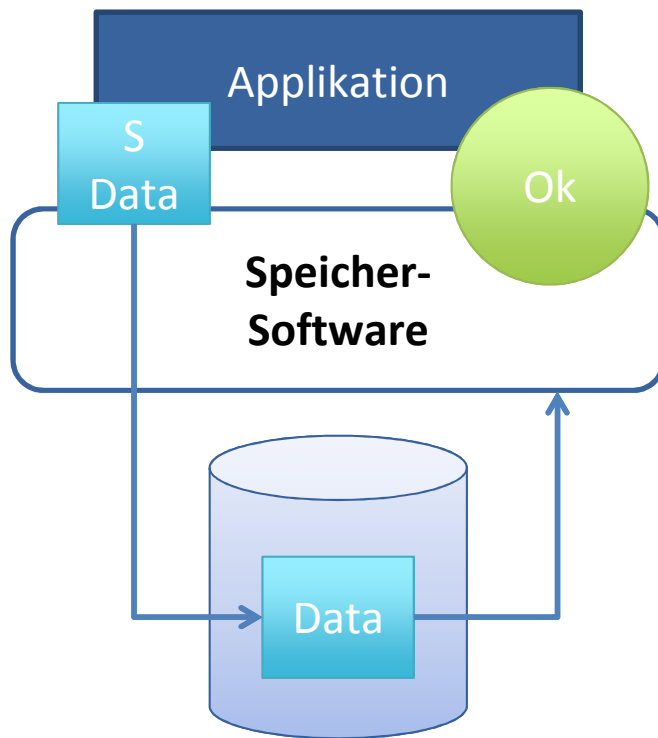 Applikation
S
Data
Ok
Speicher-
Software
Data